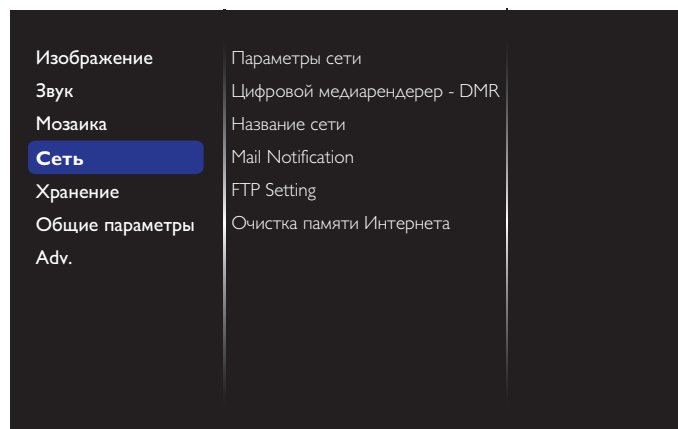 Изображение
Звук
Мозаика
Сеть
Хранение
Общие параметры
Adv.
Параметры сети
Цифровой медиарендерер - DMR
Название сети
Mail Notification
FTP Setting
Очистка памяти Интернета